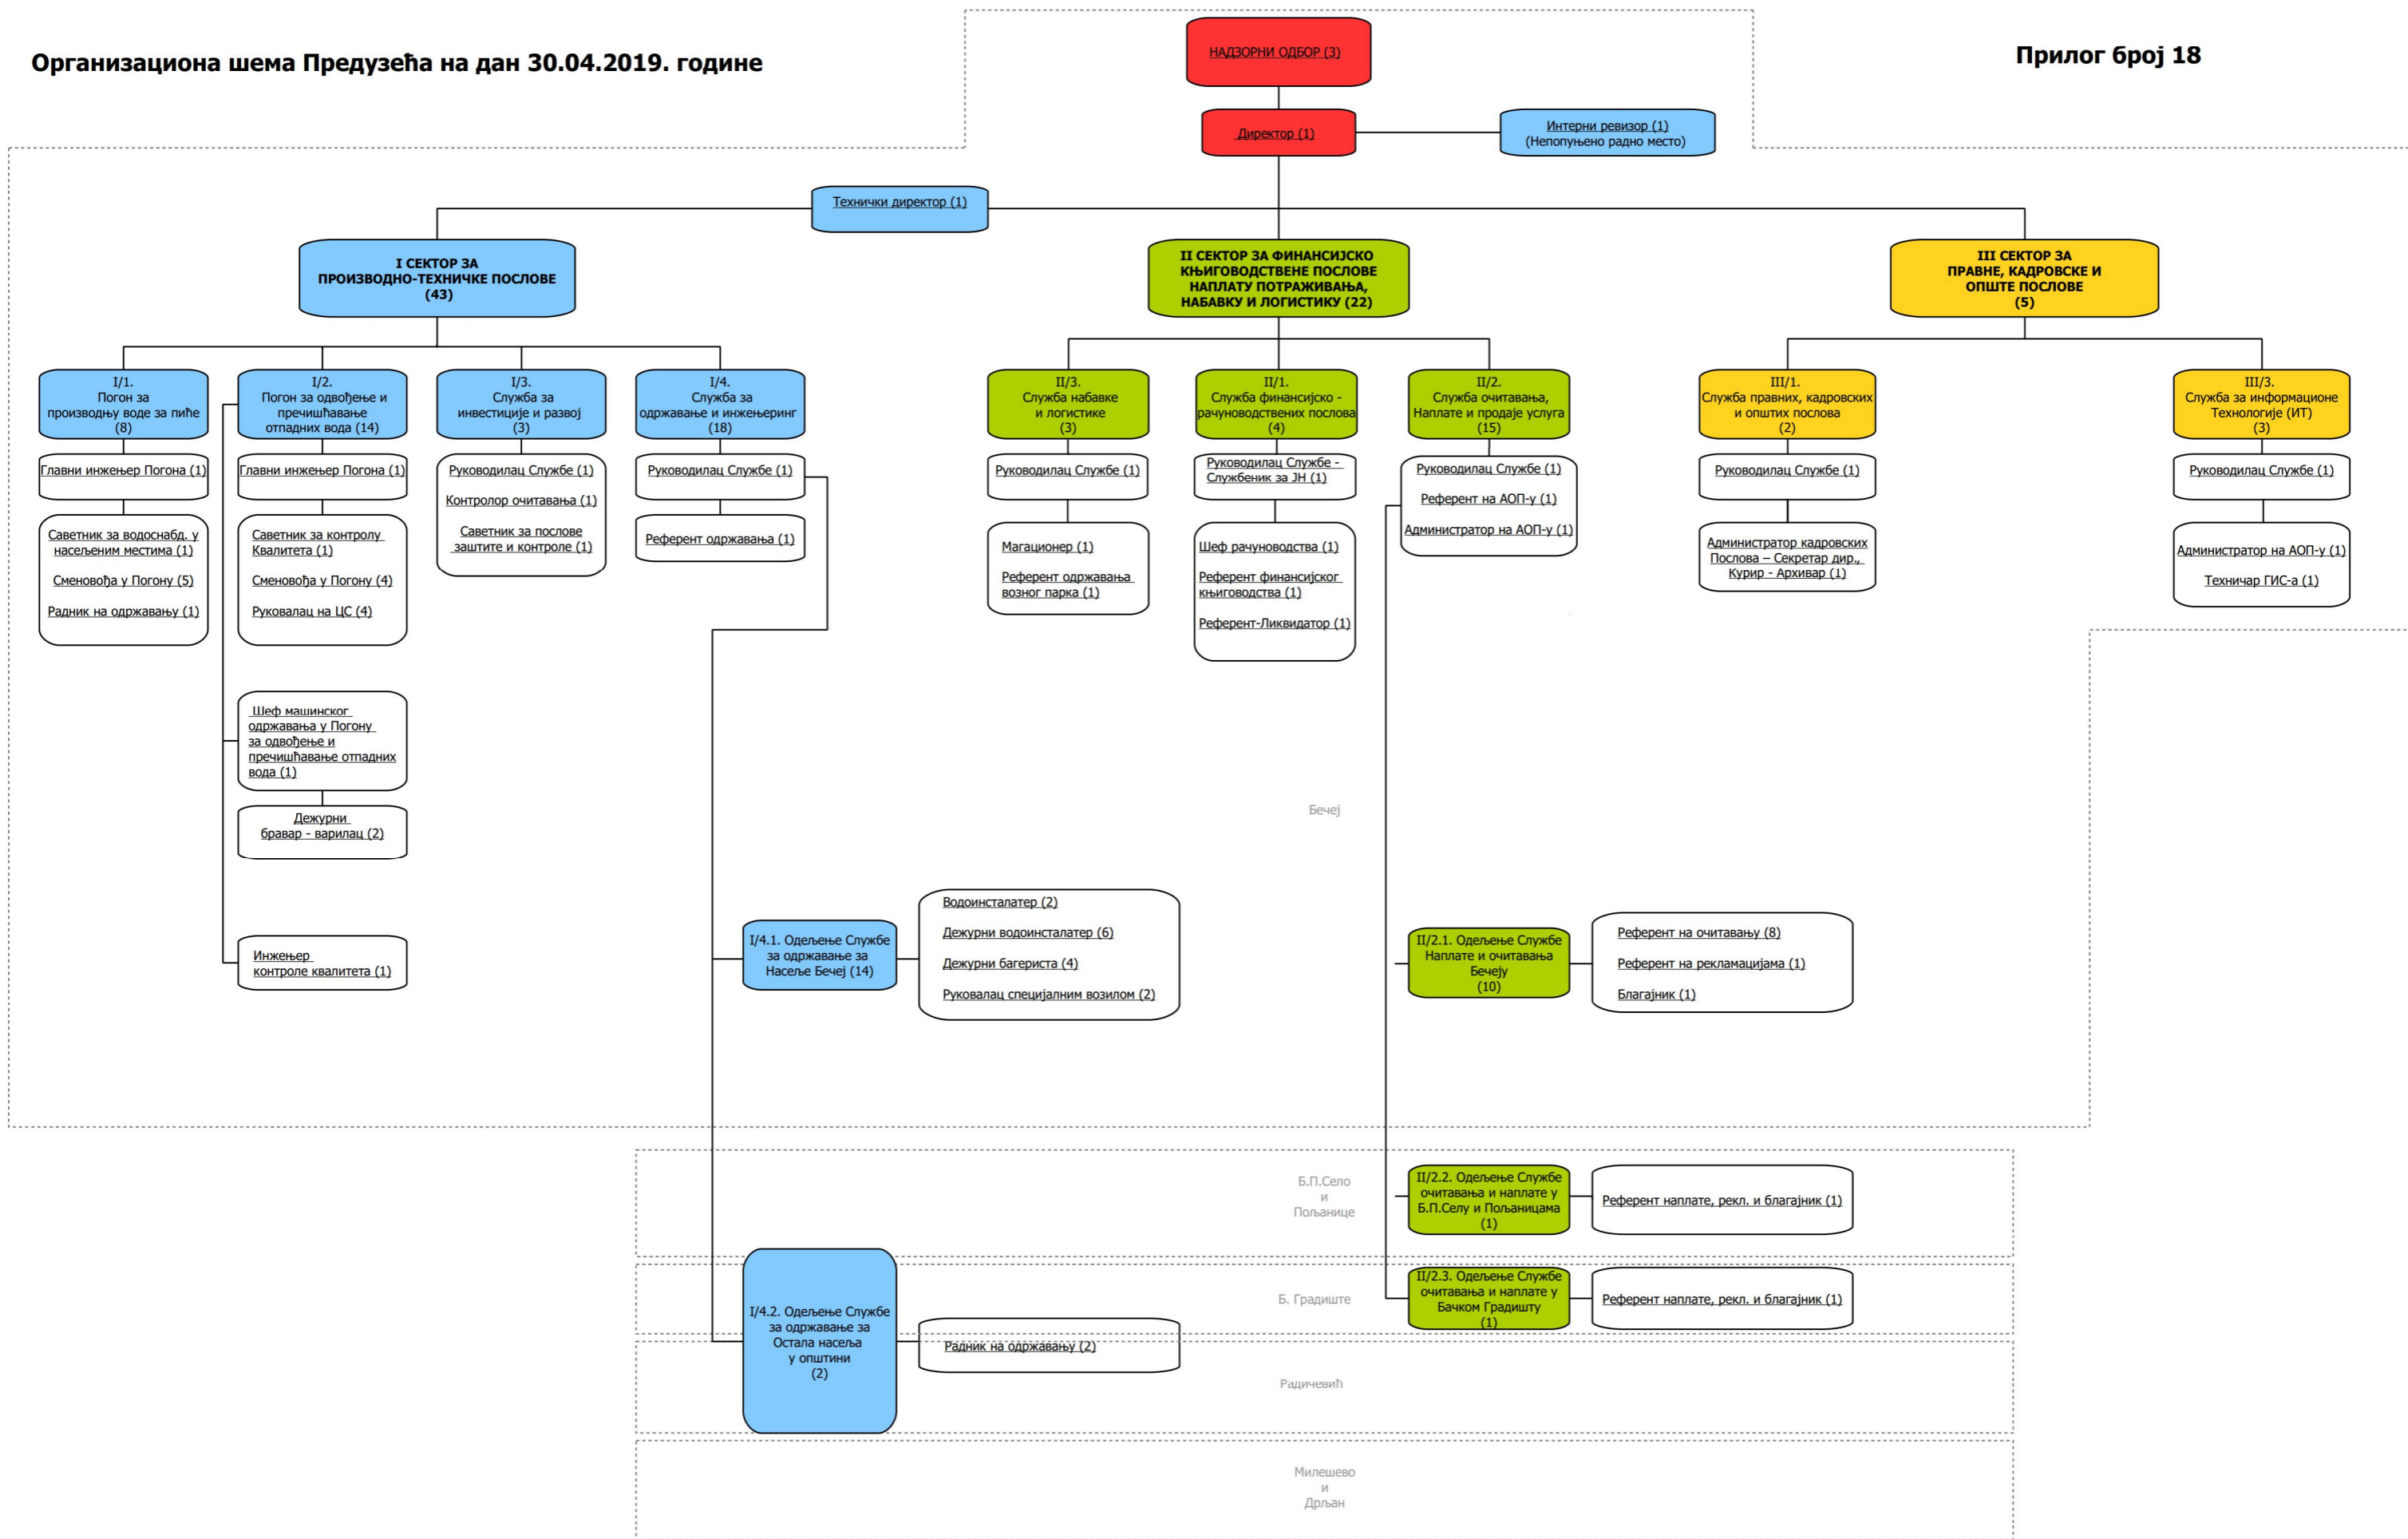 Организациона шема Предузећа на дан 30.04.2019. године
Прилог број 18
НАДЗОРНИ ОДБОР (3)
Директор (1)
Интерни ревизор (1)
(Непопуњено радно место)
Технички директор (1)
I СЕКТОР ЗА
ПРОИЗВОДНО-ТЕХНИЧКЕ ПОСЛОВЕ
(43)
II СЕКТОР ЗА ФИНАНСИЈСКО
КЊИГОВОДСТВЕНЕ ПОСЛОВЕ
НАПЛАТУ ПОТРАЖИВАЊА,
НАБАВКУ И ЛОГИСТИКУ (22)
III СЕКТОР ЗА
ПРАВНЕ, КАДРОВСКЕ И
ОПШТЕ ПОСЛОВЕ
(5)
I/1.
Погон за
производњу воде за пиће
(8)
I/2.
Погон за одвођење и
пречишћавање
отпадних вода (14)
I/3.
Служба за
инвестиције и развој
(3)
I/4.
Служба за
одржавање и инжењеринг
(18)
II/3.
Служба набавке
и логистике
(3)
II/1.
Служба финансијско -
рачуноводствених послова
(4)
II/2.
Служба очитавања,
Наплате и продаје услуга
(15)
III/1.
Служба правних, кадровских
и општих послова
(2)
III/3.
Служба за информационе
Технологије (ИТ)
(3)
Главни инжењер Погона (1)
Главни инжењер Погона (1)
Руководилац Службе (1)
Контролор очитавања (1)
Саветник за послове
заштите и контроле (1)
Руководилац Службе (1)
Руководилац Службе (1)
Руководилац Службе -
Службеник за ЈН (1)
Руководилац Службе (1)
Референт на АОП-у (1)
Администратор на АОП-у (1)
Руководилац Службе (1)
Руководилац Службе (1)
Саветник за водоснабд. у
насељеним местима (1)
Сменовођа у Погону (5)
Радник на одржавању (1)
Саветник за контролу
Квалитета (1)
Сменовођа у Погону (4)
Руковалац на ЦС (4)
Референт одржавања (1)
Магационер (1)
Референт одржавања
возног парка (1)
Шеф рачуноводства (1)
Референт финансијског
књиговодства (1)
Референт-Ликвидатор (1)
Администратор кадровских
Послова – Секретар дир.,
Курир - Архивар (1)
Администратор на АОП-у (1)
Техничар ГИС-а (1)
Шеф машинског
одржавања у Погону
за одвођење и
пречишћавање отпадних
вода (1)
Дежурни
бравар - варилац (2)
Бечеј
Инжењер
контроле квалитета (1)
I/4.1. Одељење Службе
за одржавање за
Насеље Бечеј (14)
Водоинсталатер (2)
Дежурни водоинсталатер (6)
Дежурни багериста (4)
Руковалац специјалним возилом (2)
II/2.1. Одељење Службе
Наплате и очитавања
Бечеју
(10)
Референт на очитавању (8)
Референт на рекламацијама (1)
Благајник (1)
Б.П.Село
и
Пољанице
II/2.2. Одељење Службе
очитавања и наплате у
Б.П.Селу и Пољаницама
(1)
Референт наплате, рекл. и благајник (1)
Б. Градиште
II/2.3. Одељење Службе
очитавања и наплате у
Бачком Градишту
(1)
Референт наплате, рекл. и благајник (1)
I/4.2. Одељење Службе
за одржавање за
Остала насеља
у општини
(2)
Радник на одржавању (2)
Радичевић
Милешево
и
Дрљан